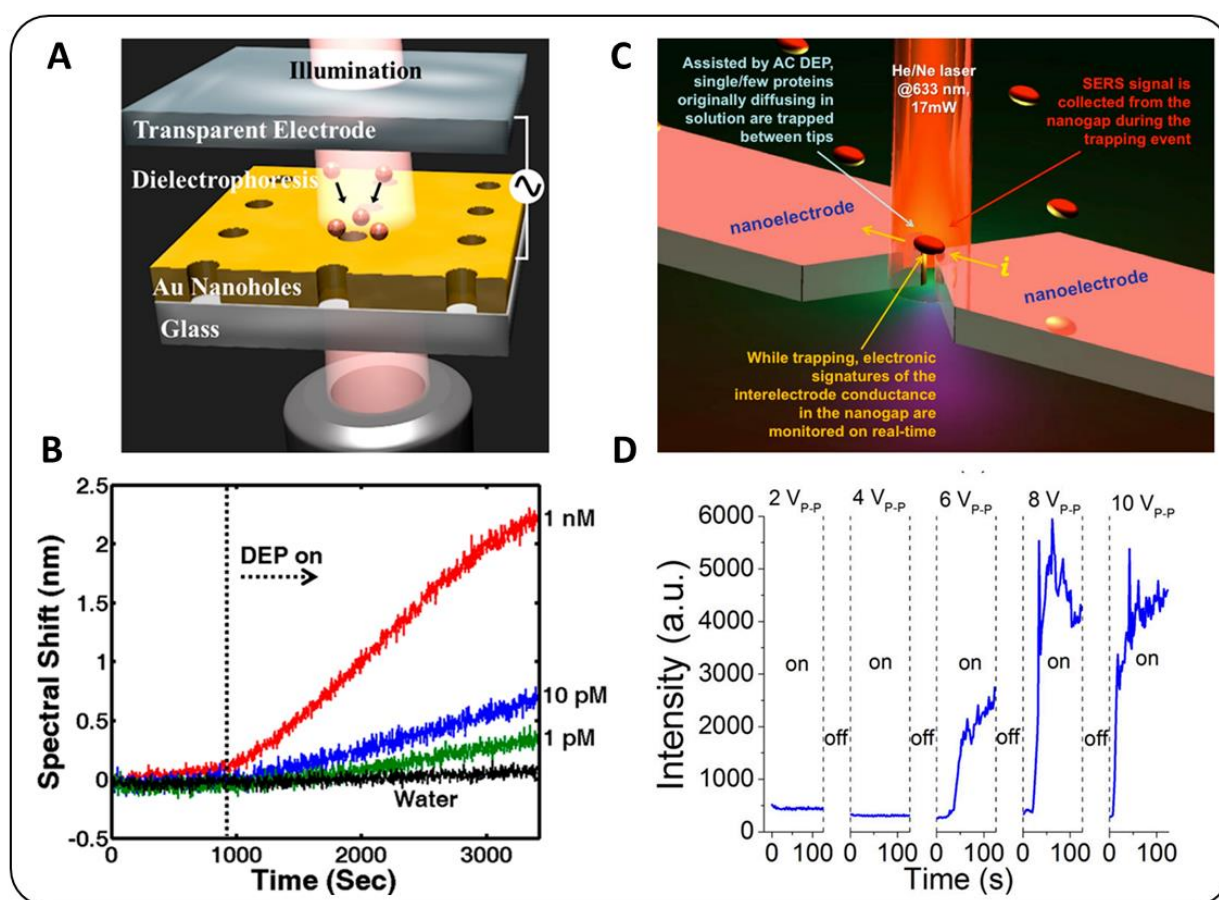 A
Illumination
Transparent Electrode
Dielectrophoresis
Au Nanoholes
Glass
C
Assisted by AC DEP,
single/few proteins
originally diffusing in
solution are trapped
between tips
He/Ne laser
@633 nm,
17mW
SERS signal is
collected from the
nanogap during the
trapping event
nanoelectrode
i
nanoelectrode
While trapping, electronic
signatures of the
interelectrode conductance
in the nanogap are
monitored on real-time
B
Spectral Shift (nm)
2.5
2
1.5
1
0.5
0
-0.5
DEP on
1 nM
10 pM
1 pM
Water
0 1000 2000 3000
Time (Sec)
D
2 VP-P 4 VP-P 6 VP-P 8 VP-P 10 VP-P
Intensity (a.u.)
6000
5000
4000
3000
2000
1000
0
on on on on on
off off off off
0 100 0 100 0 100 0 100 0 100
Time (s)